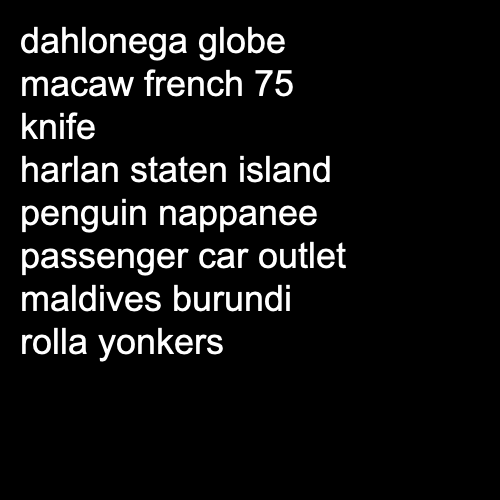 dahlonega globe
macaw french 75
knife
harlan staten island
penguin nappanee
passenger car outlet
maldives burundi
rolla yonkers